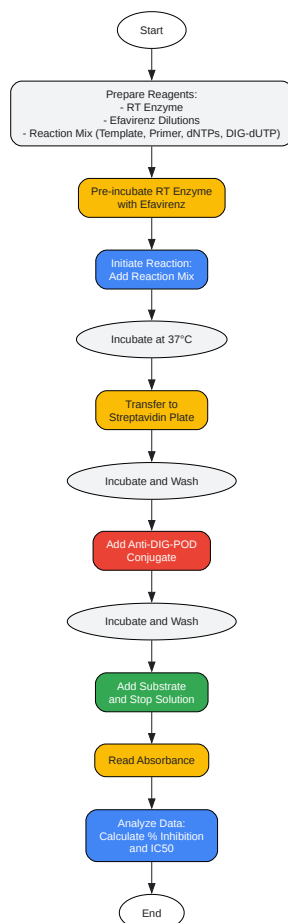 Start
Prepare Reagents:
- RT Enzyme
- Efavirenz Dilutions
- Reaction Mix (Template, Primer, dNTPs, DIG-dUTP)
Pre-incubate RT Enzyme
with Efavirenz
Initiate Reaction:
Add Reaction Mix
Incubate at 37°C
Transfer to
Streptavidin Plate
Incubate and Wash
Add Anti-DIG-POD
Conjugate
Incubate and Wash
Add Substrate
and Stop Solution
Read Absorbance
Analyze Data:
Calculate % Inhibition
and IC50
End